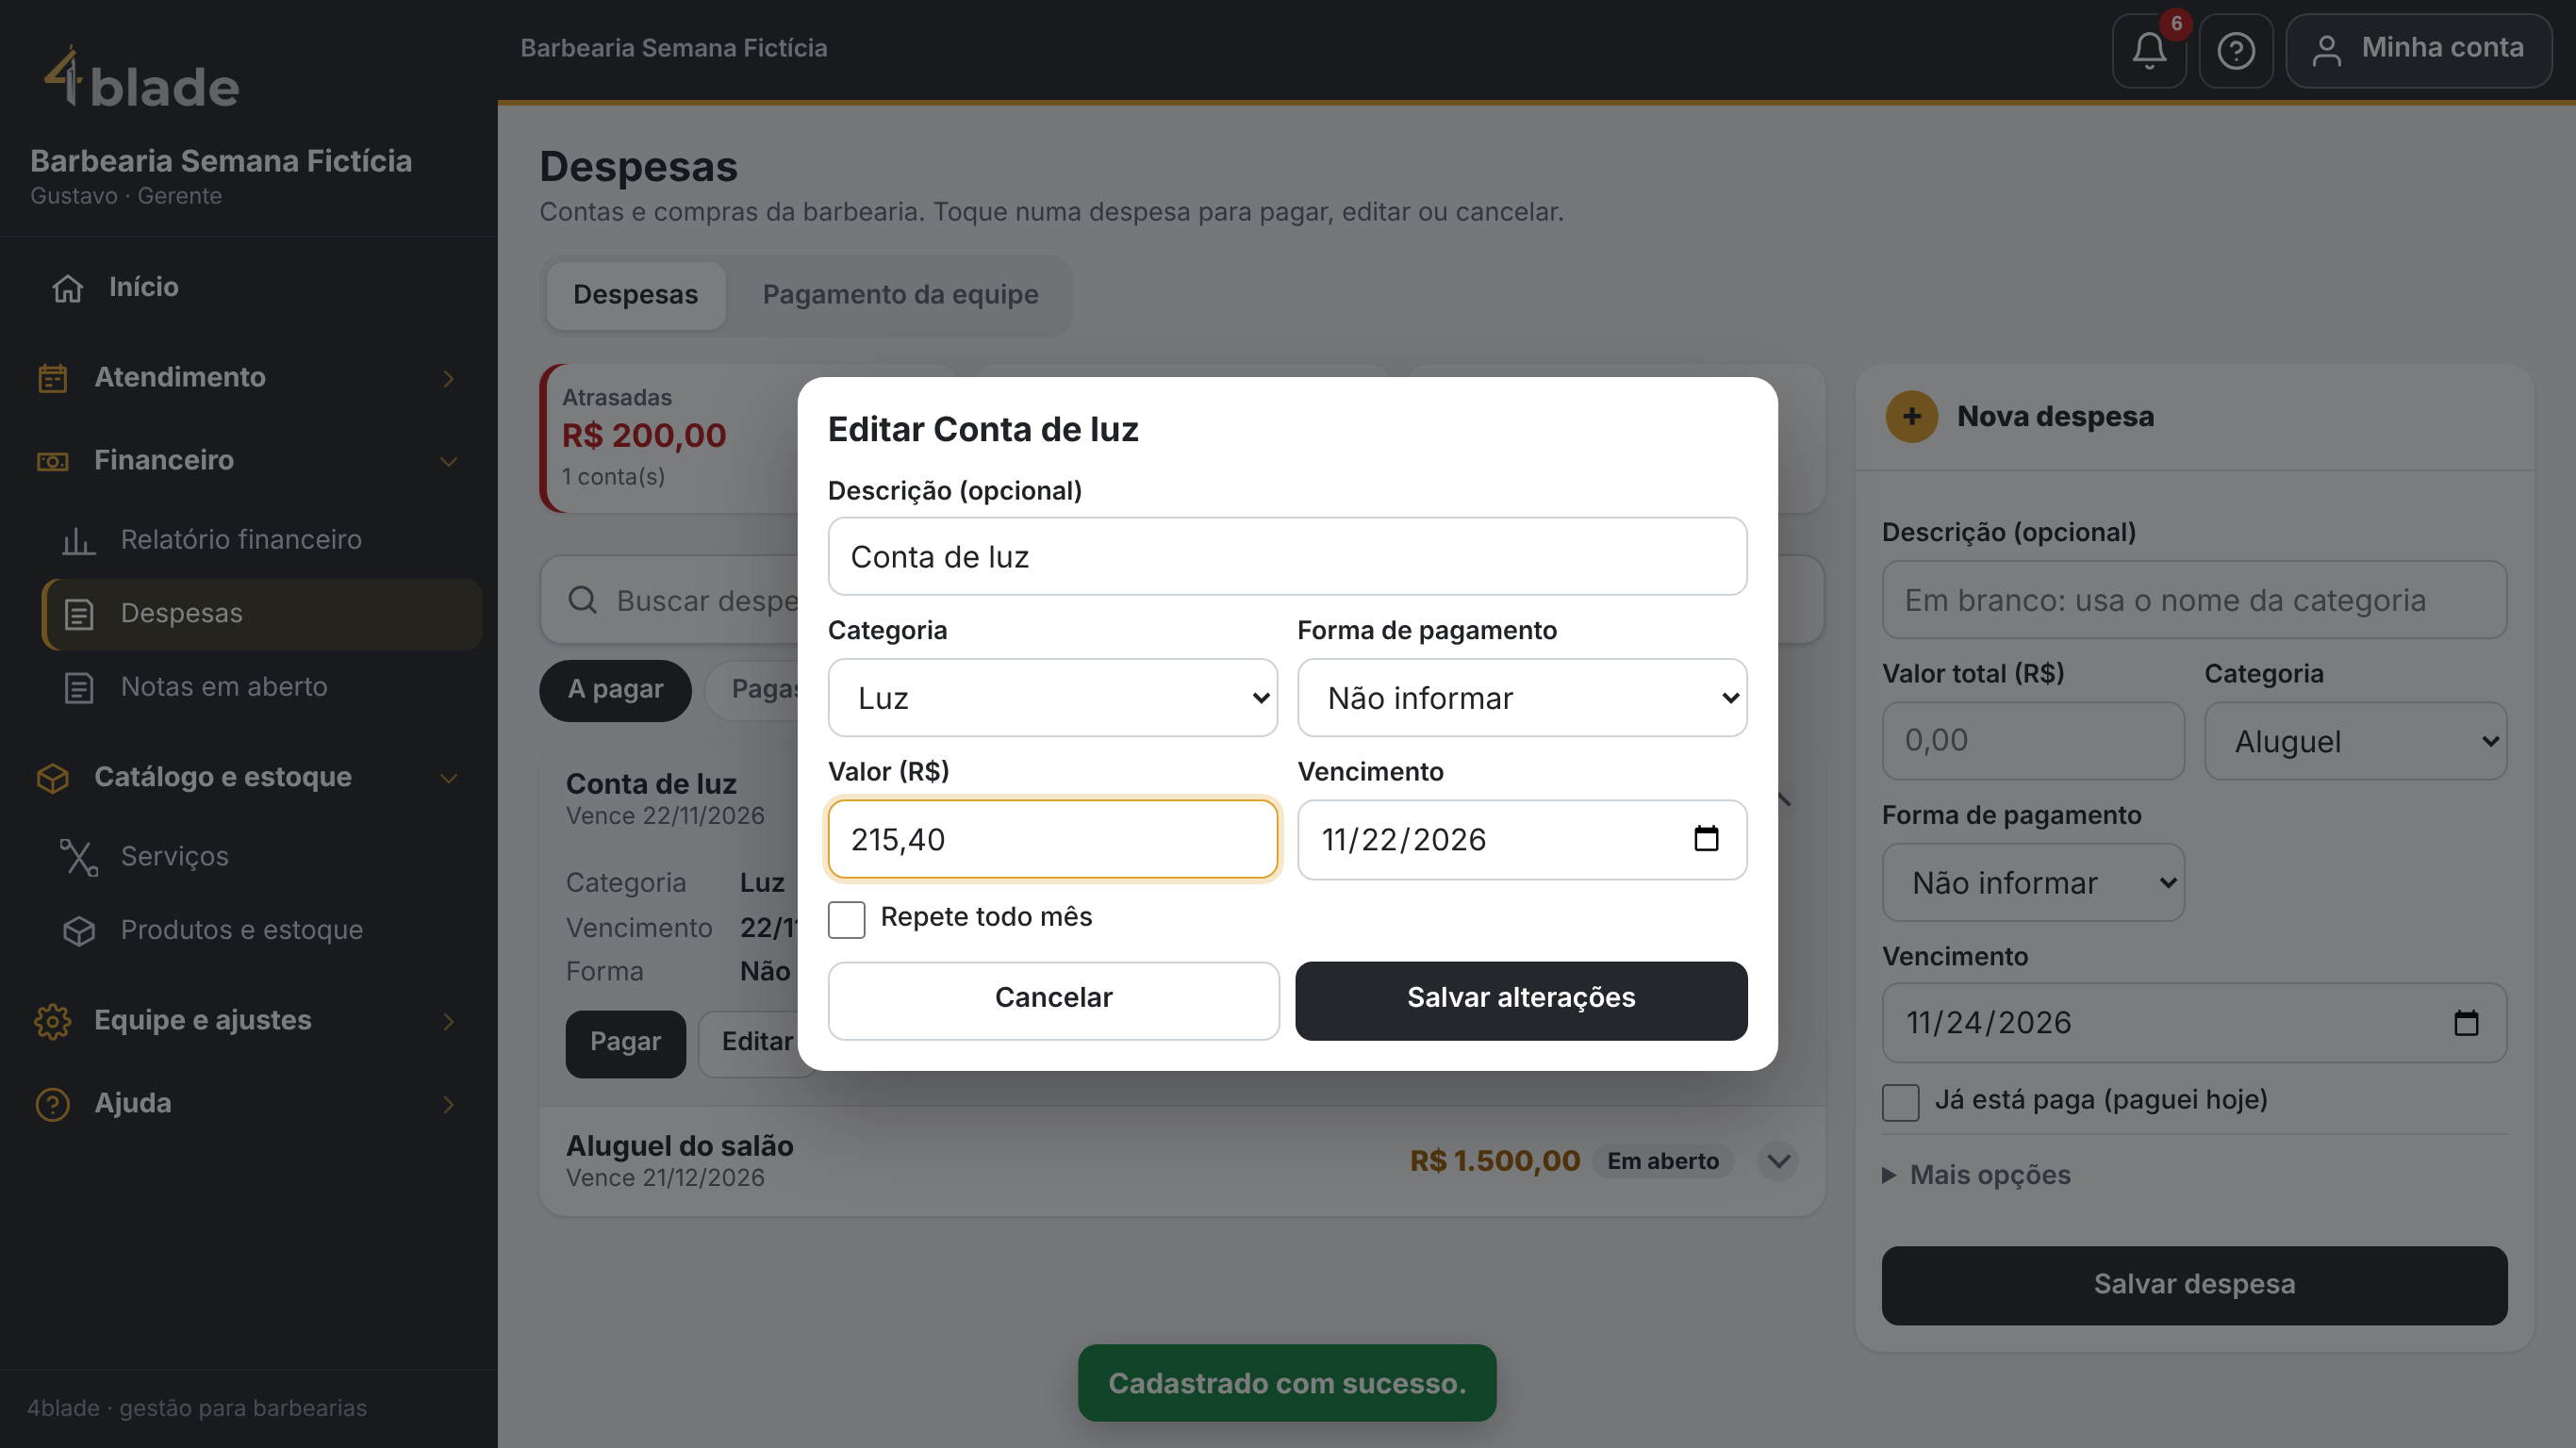 4blade
Barbearia Semana Fictícia
Gustavo · Gerente
Início
Atendimento
Financeiro
Relatório financeiro
Despesas
Notas em aberto
Catálogo e estoque
Serviços
Produtos e estoque
Equipe e ajustes
Ajuda
4blade · gestão para barbearias
Barbearia Semana Fictícia
6
Minha conta
Despesas
Contas e compras da barbearia. Toque numa despesa para pagar, editar ou cancelar.
Despesas
Pagamento da equipe
Atrasadas
R$ 200,00
1 conta(s)
Buscar despe
A pagar
Pagas
Conta de luz
Vence 22/11/2026
Categoria Luz
Vencimento 22/1
Forma Não
Pagar
Editar
Aluguel do salão
Vence 21/12/2026
R$ 1.500,00
Em aberto
Editar Conta de luz
Descrição (opcional)
Conta de luz
Categoria
Forma de pagamento
Luz
Não informar
Valor (R$)
Vencimento
215,40
11/22/2026
Repete todo mês
Cancelar
Salvar alterações
Nova despesa
Descrição (opcional)
Em branco: usa o nome da categoria
Valor total (R$)
Categoria
0,00
Aluguel
Forma de pagamento
Não informar
Vencimento
11/24/2026
Já está paga (paguei hoje)
Mais opções
Salvar despesa
Cadastrado com sucesso.